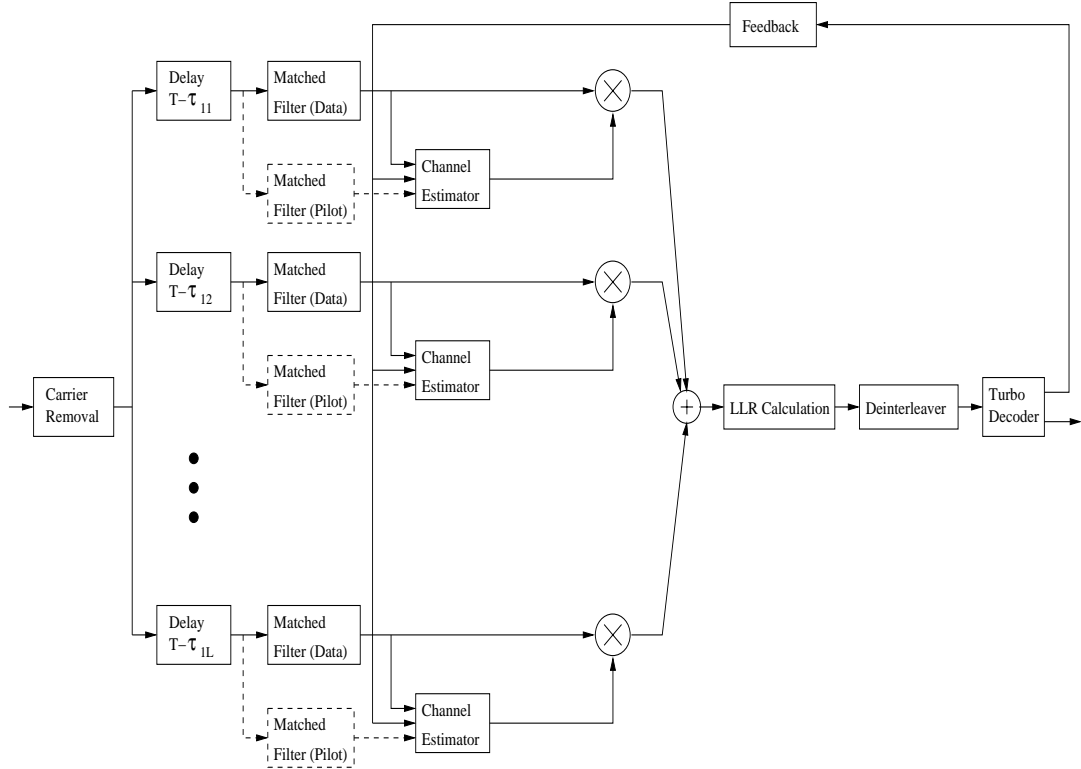 Feedback
Delay
T−τ 11
Matched
Filter (Data)
Matched
Filter (Pilot)
Channel
Estimator
Delay
T−τ 12
Matched
Filter (Data)
Matched
Filter (Pilot)
Channel
Estimator
Carrier
Removal
+
LLR Calculation
Deinterleaver
Turbo
Decoder
Delay
T−τ 1L
Matched
Filter (Data)
Matched
Filter (Pilot)
Channel
Estimator